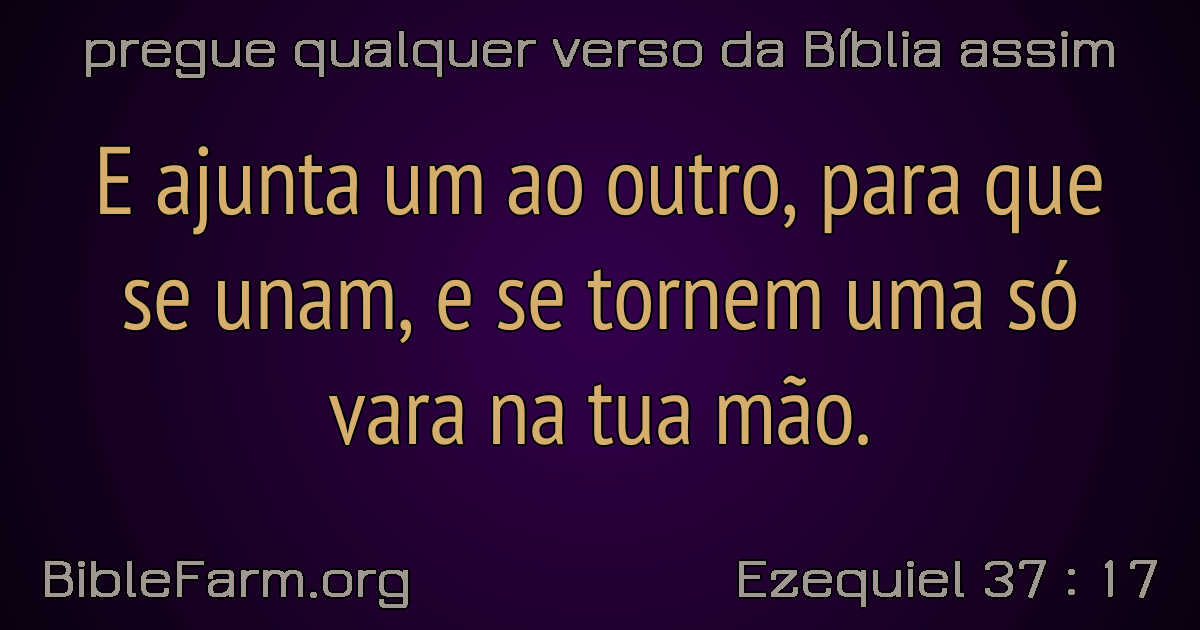 pregue qualquer verso da Bíblia assim
E ajunta um ao outro, para que
se unam, e se tornem uma só
vara na tua mão.
BibleFarm.org
Ezequiel 37 : 17